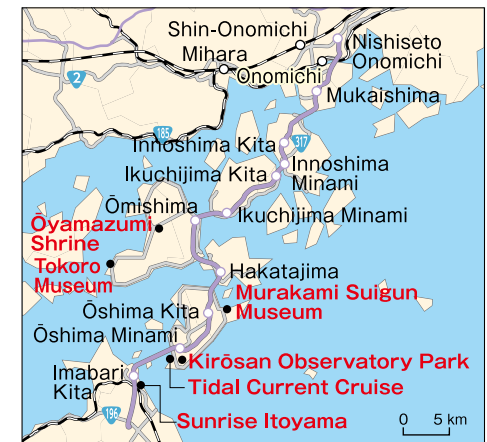 Shin-Onomichi
Mihara
Onomichi
Nishiseto
Onomichi
2
Mukaishima
185
317
Innoshima Kita
Innoshima
Minami
Ikuchijima Kita
Ōmishima
Ikuchijima Minami
Ōyamazumi
Shrine
Tokoro
Museum
Hakatajima
Murakami Suigun
Museum
Ōshima Kita
Ōshima Minami
Kirōsan Observatory Park
Tidal Current Cruise
Imabari
Kita
Sunrise Itoyama
196
0 5 km